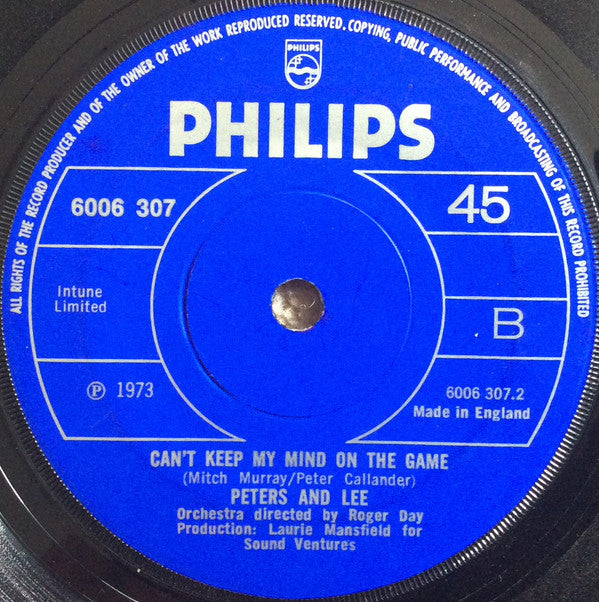 ALL RIGHTS OF THE RECORD PRODUCER AND OF THE OWNER OF THE WORK REPRODUCED RESERVED. COPYING, PUBLIC PERFORMANCE AND BROADCASTING OF THIS RECORD PROHIBITED
PHILIPS
PHILIPS
6006 307
45
Intune
Limited
B
℗ 1973
6006 307.2
Made in England
CAN'T KEEP MY MIND ON THE GAME
(Mitch Murray/Peter Callander)
PETERS AND LEE
Orchestra directed by Roger Day
Production: Laurie Mansfield for
Sound Ventures